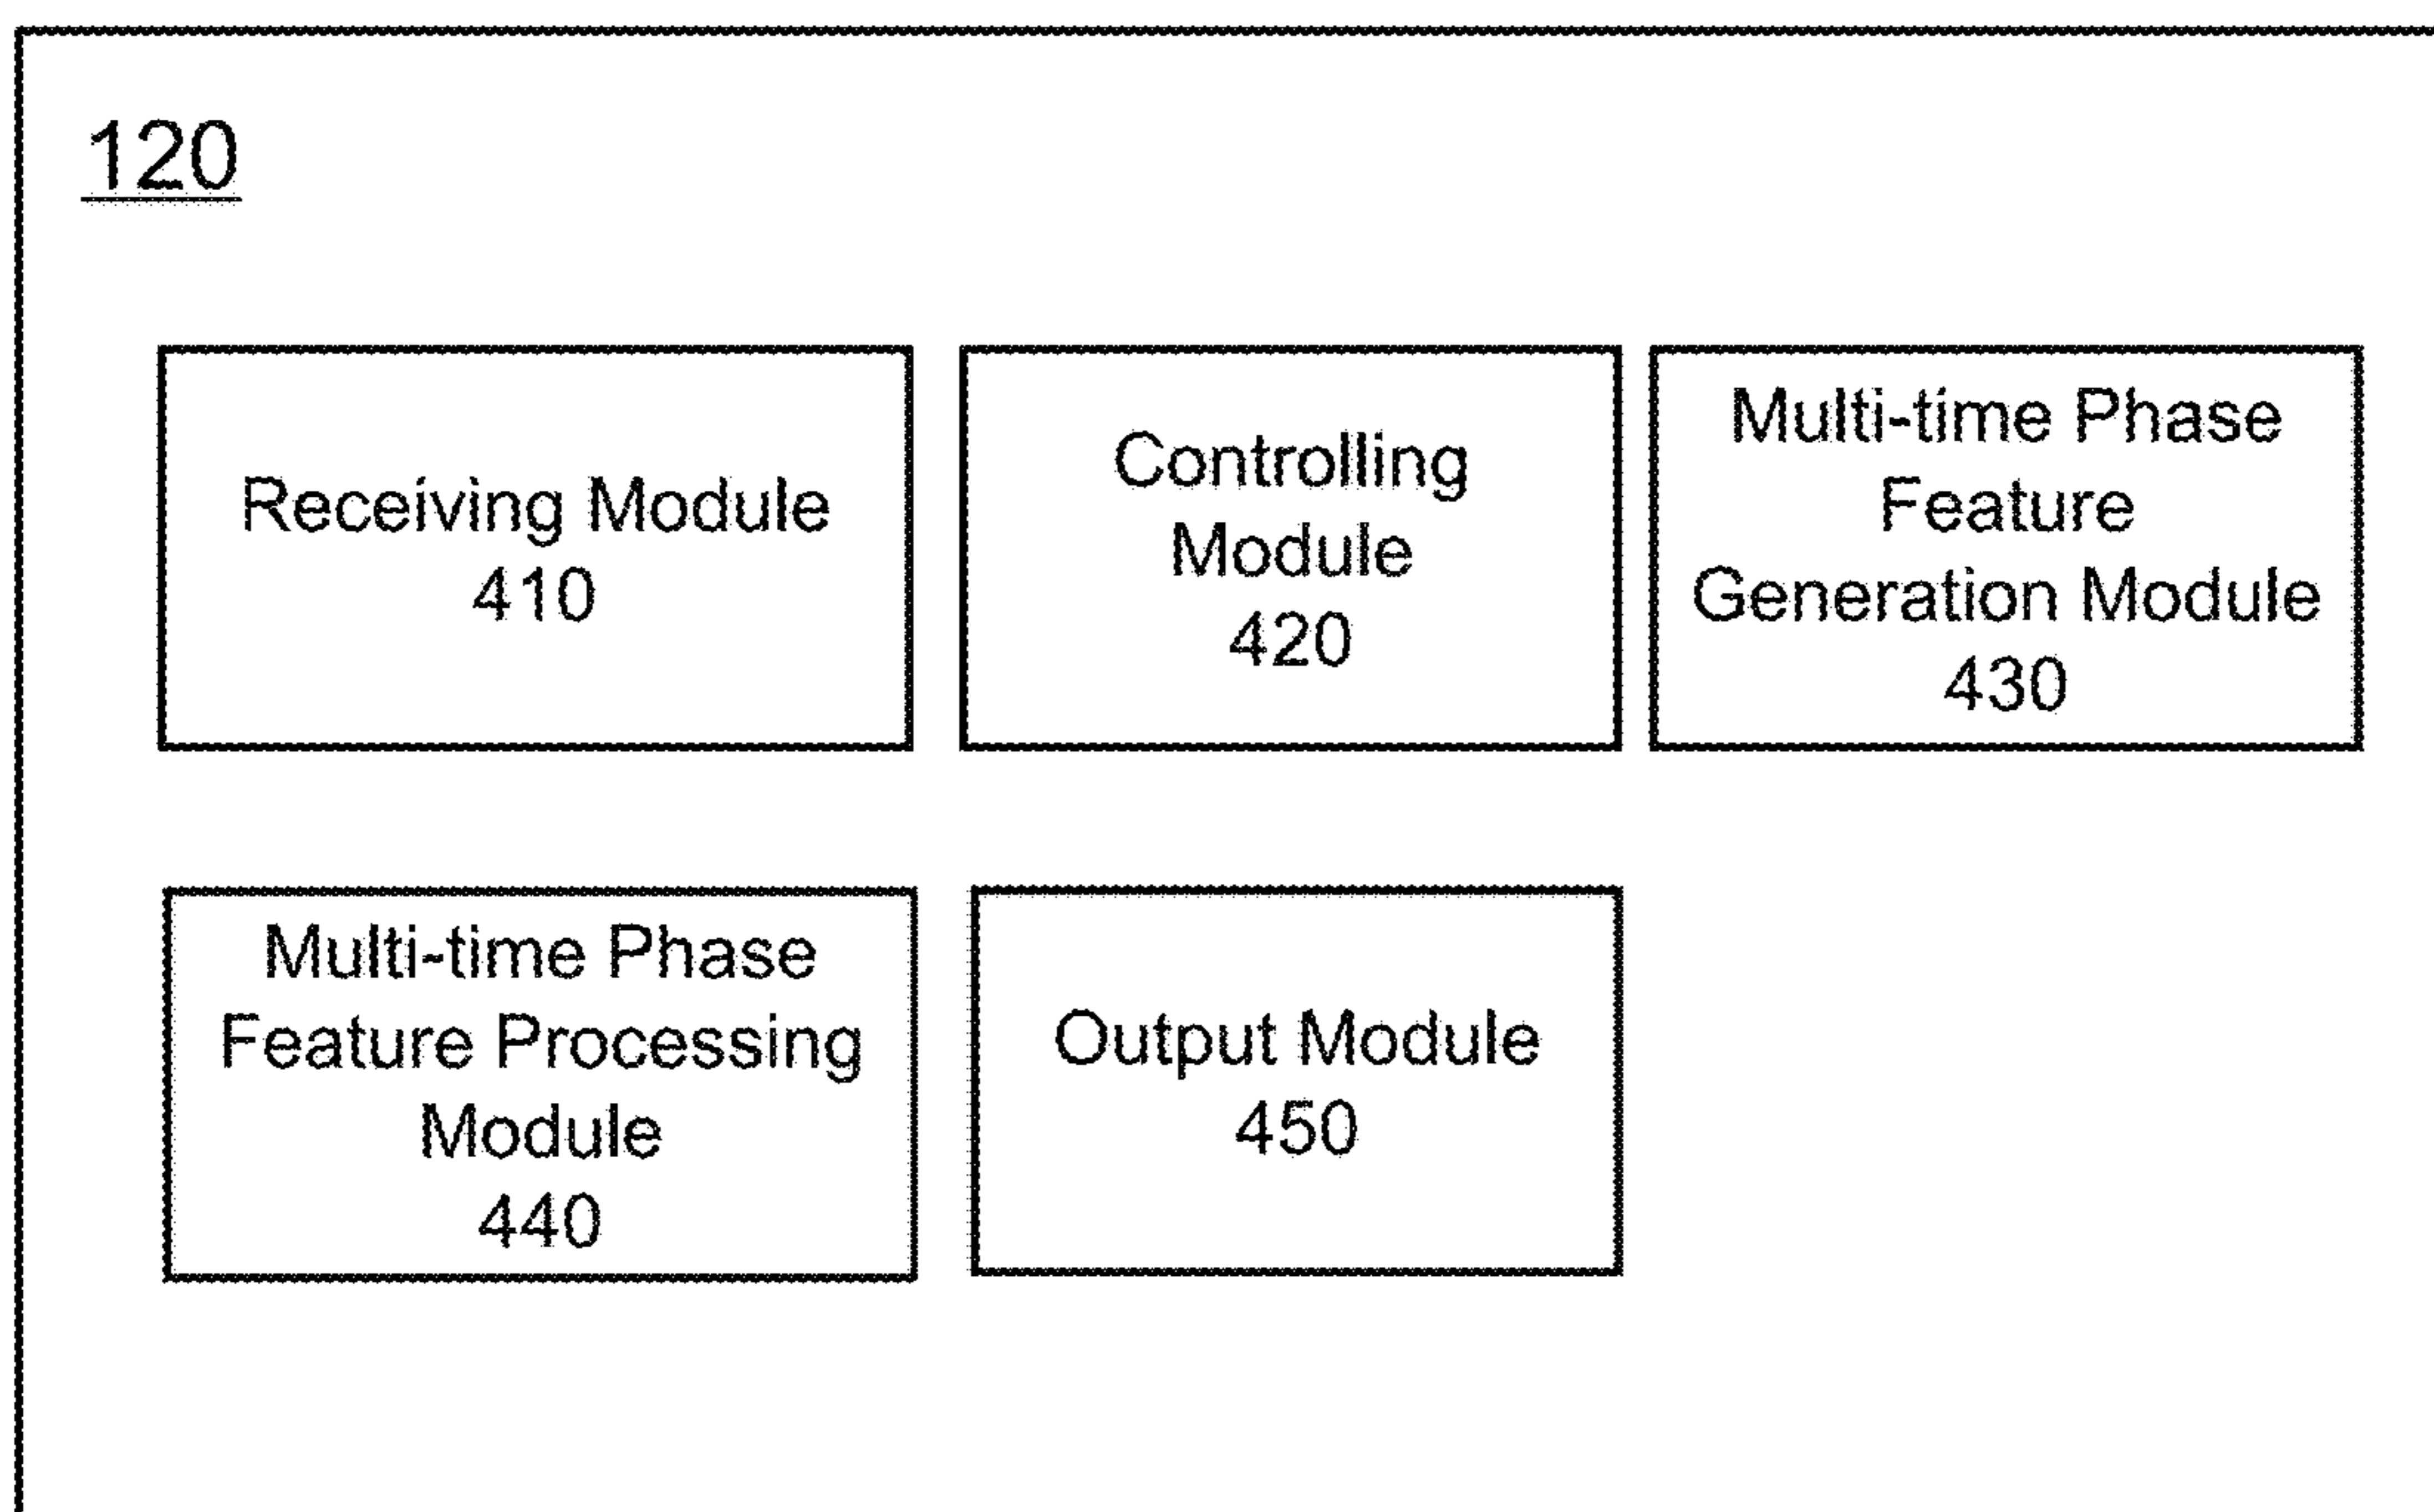 120
Receiving Module
410
Controlling
Module
420
Multi-time Phase
Feature
Generation Module
430
Multi-time Phase
Feature Processing
Module
440
Output Module
450